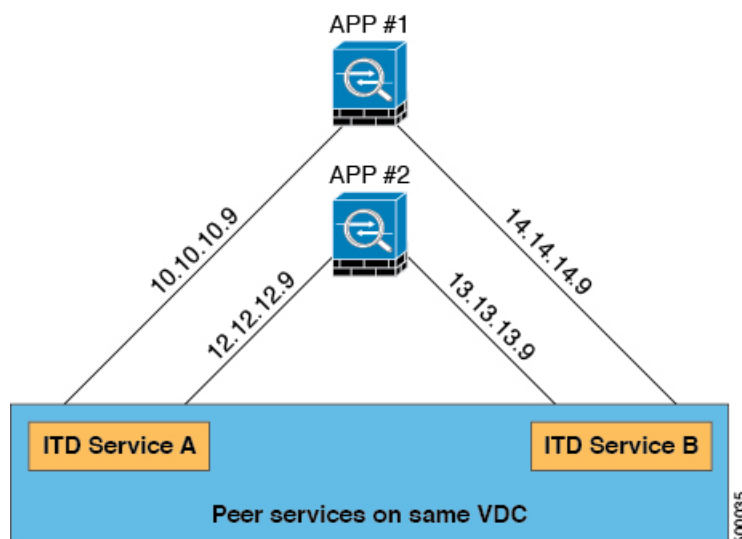 APP #1
APP #2
10.10.10.9
14.14.14.9
12.12.12.9
13.13.13.9
ITD Service A
ITD Service B
Peer services on same VDC
500035